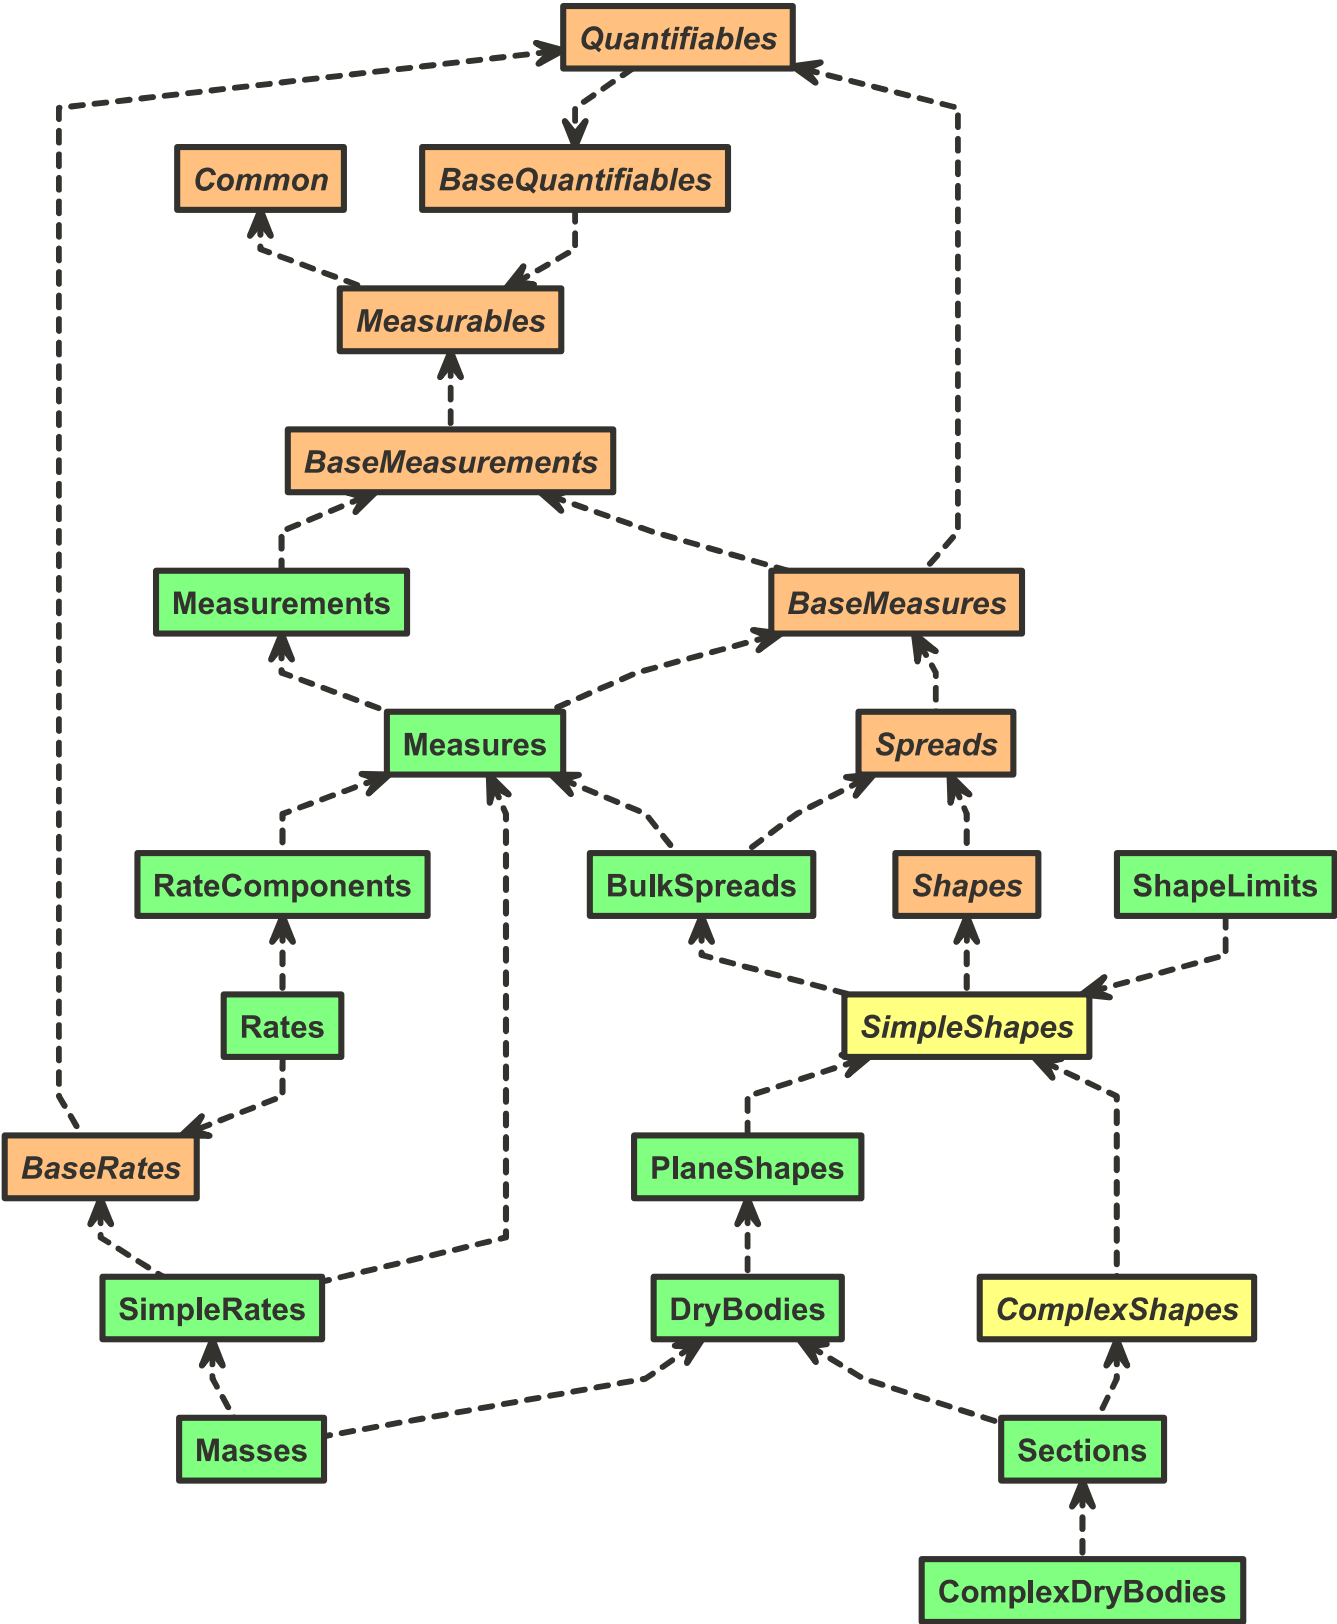 Quantifiables
Common
BaseQuantifiables
Measurables
BaseMeasurements
Measurements
BaseMeasures
Measures
Spreads
RateComponents
BulkSpreads
Shapes
ShapeLimits
Rates
SimpleShapes
BaseRates
PlaneShapes
SimpleRates
DryBodies
ComplexShapes
Masses
Sections
ComplexDryBodies